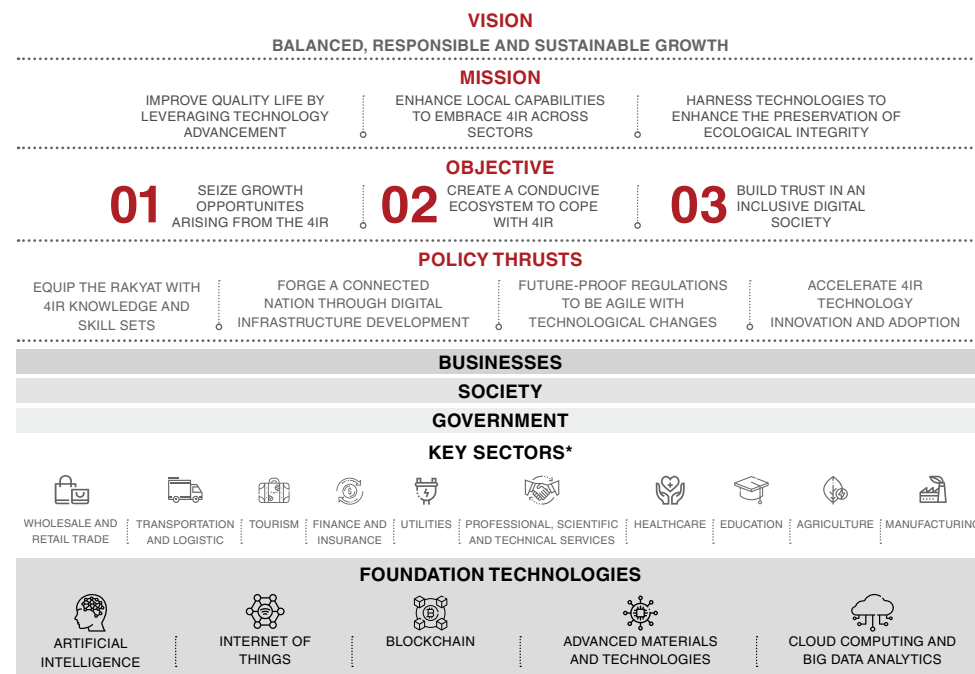 VISION
BALANCED, RESPONSIBLE AND SUSTAINABLE GROWTH
MISSION
IMPROVE QUALITY LIFE BY
LEVERAGING TECHNOLOGY
ADVANCEMENT
ENHANCE LOCAL CAPABILITIES
TO EMBRACE 4IR ACROSS
SECTORS
HARNESS TECHNOLOGIES TO
ENHANCE THE PRESERVATION OF
ECOLOGICAL INTEGRITY
OBJECTIVE
01
SEIZE GROWTH
OPPORTUNITES
ARISING FROM THE 4IR
02
CREATE A CONDUCIVE
ECOSYSTEM TO COPE
WITH 4IR
03
BUILD TRUST IN AN
INCLUSIVE DIGITAL
SOCIETY
POLICY THRUSTS
EQUIP THE RAKYAT WITH
4IR KNOWLEDGE AND
SKILL SETS
FORGE A CONNECTED
NATION THROUGH DIGITAL
INFRASTRUCTURE DEVELOPMENT
FUTURE-PROOF REGULATIONS
TO BE AGILE WITH
TECHNOLOGICAL CHANGES
ACCELERATE 4IR
TECHNOLOGY
INNOVATION AND ADOPTION
BUSINESSES
SOCIETY
GOVERNMENT
KEY SECTORS*
WHOLESALE AND
RETAIL TRADE
TRANSPORTATION
AND LOGISTIC
TOURISM
FINANCE AND
INSURANCE
UTILITIES
PROFESSIONAL, SCIENTIFIC
AND TECHNICAL SERVICES
HEALTHCARE
EDUCATION
AGRICULTURE
MANUFACTURING
FOUNDATION TECHNOLOGIES
ARTIFICIAL
INTELLIGENCE
INTERNET OF
THINGS
BLOCKCHAIN
ADVANCED MATERIALS
AND TECHNOLOGIES
CLOUD COMPUTING AND
BIG DATA ANALYTICS